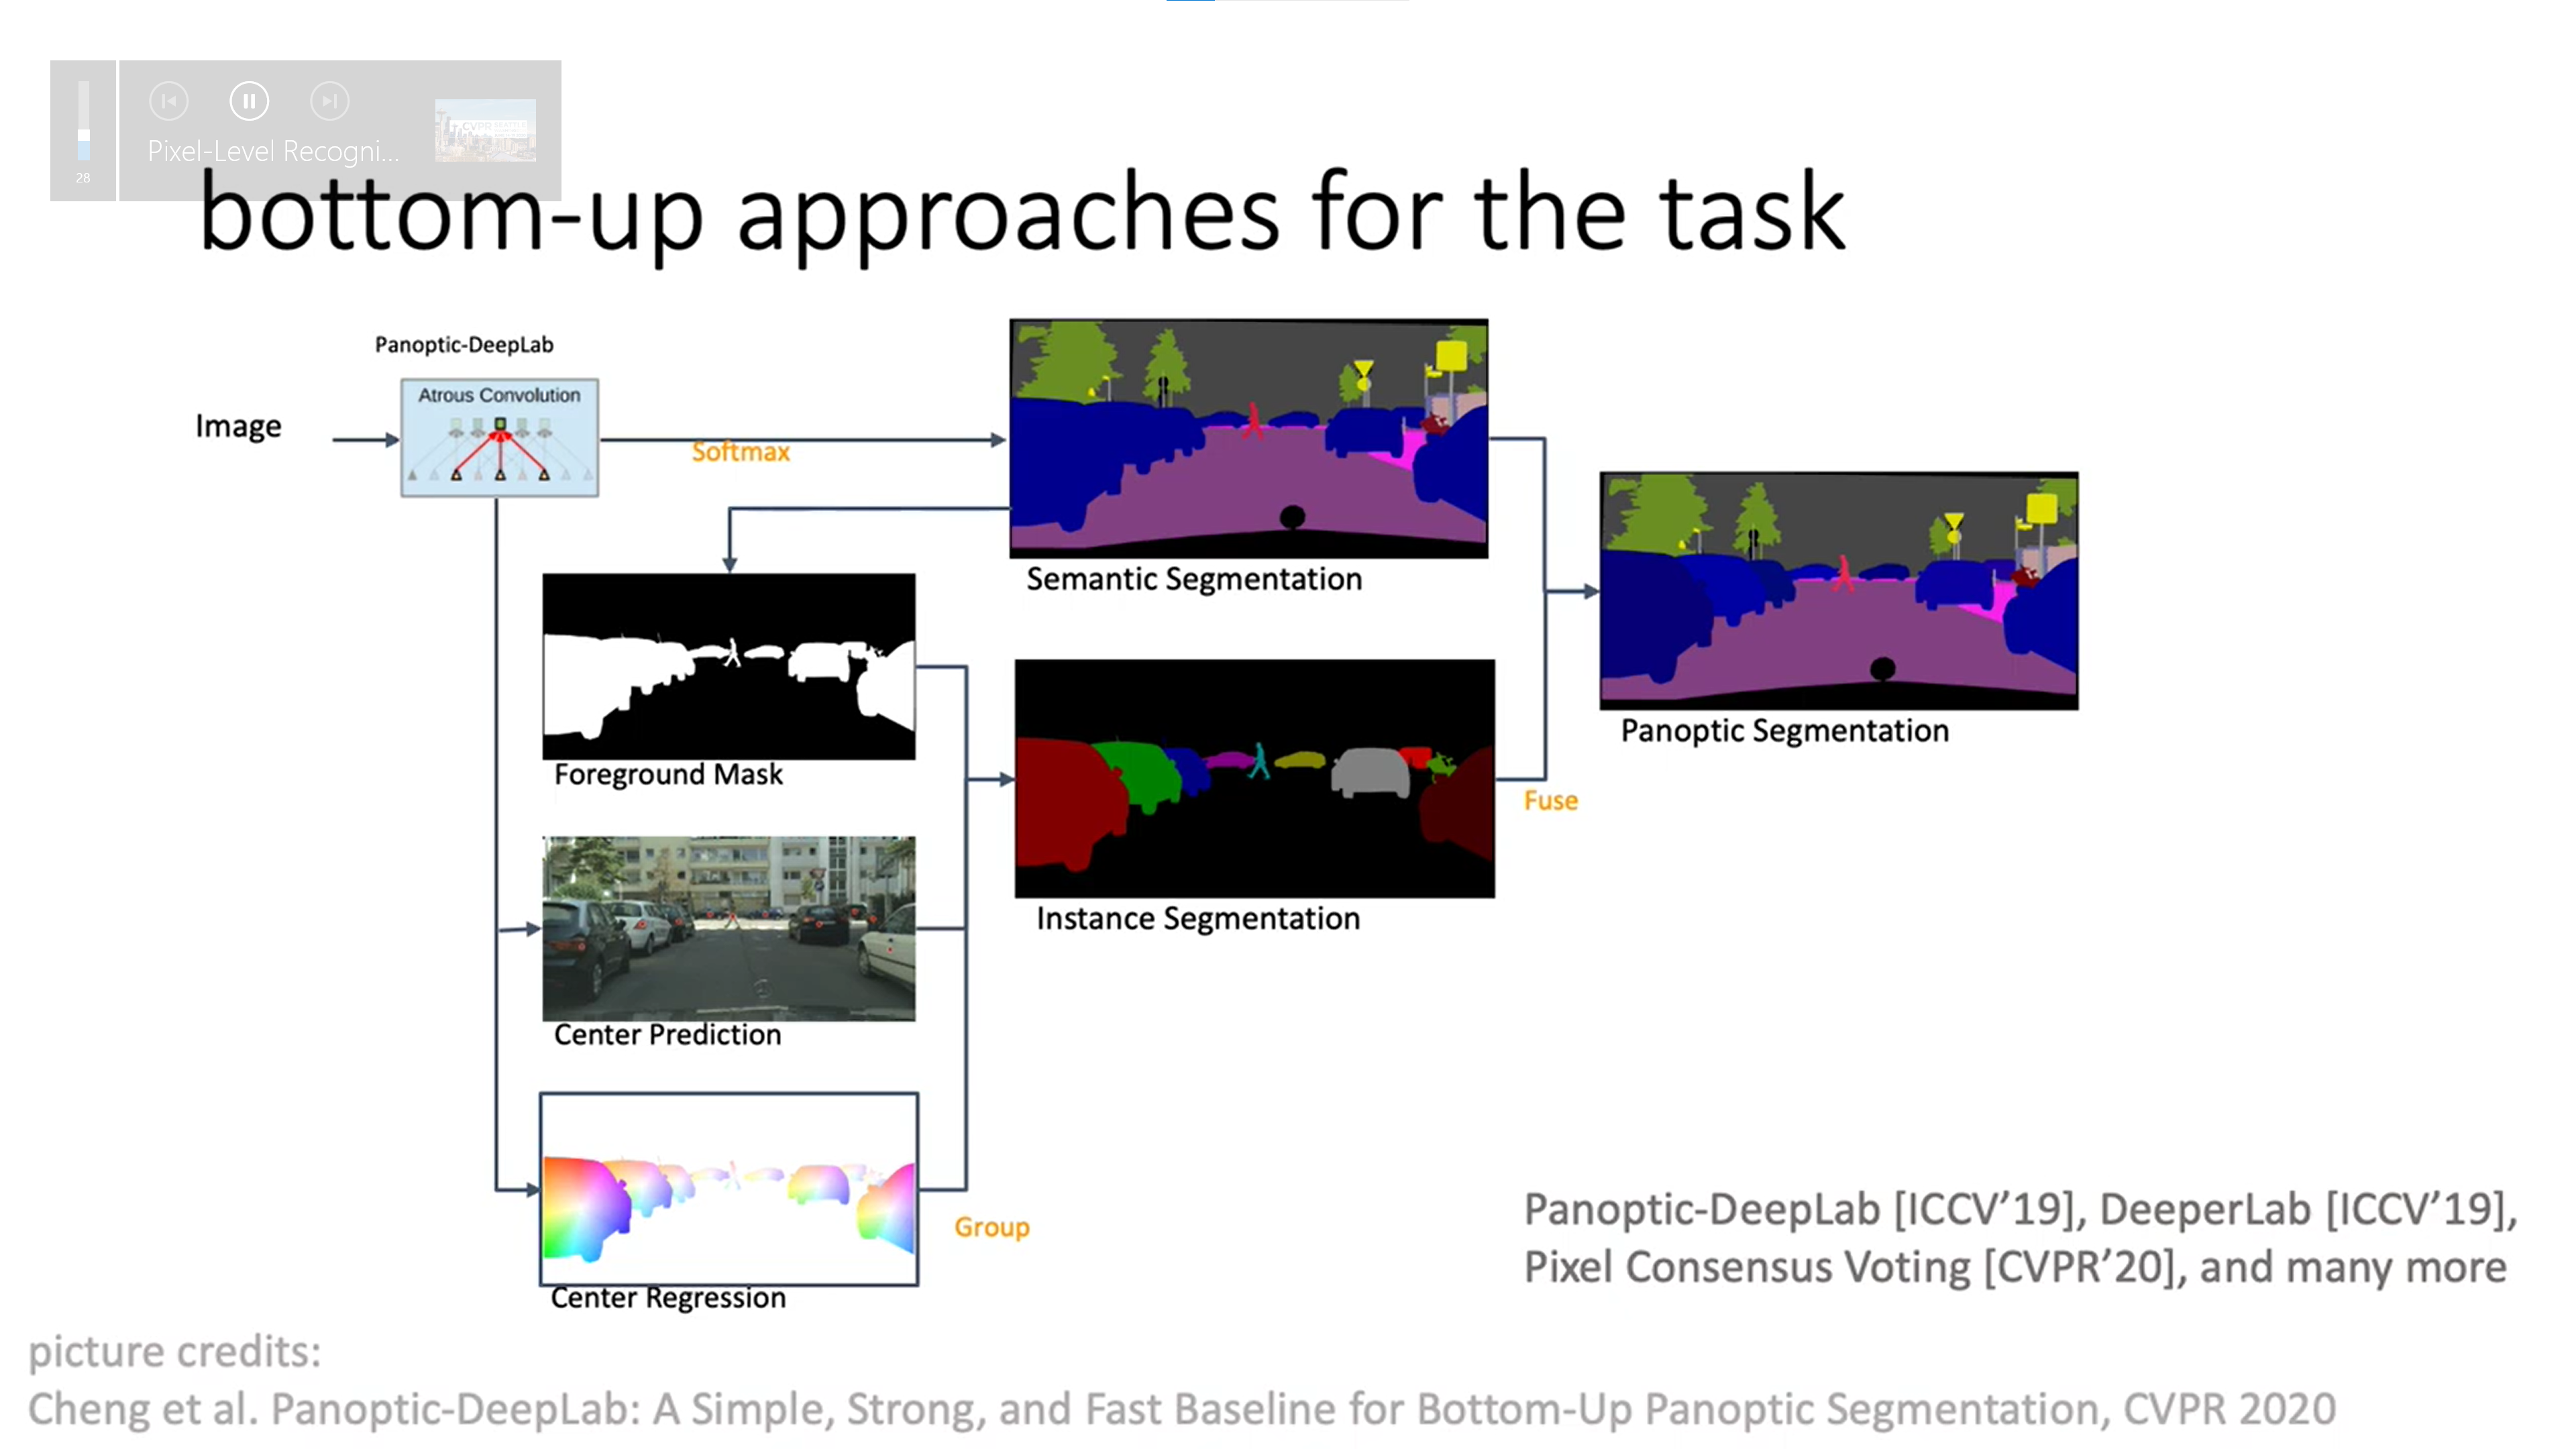 Pixel-Level Recogni...
28
CVPR
bottom-up approaches for the task
Panoptic-DeepLab
Atrous Convolution
Image
Softmax
Semantic Segmentation
Foreground Mask
Panoptic Segmentation
Fuse
Instance Segmentation
Center Prediction
Group
Center Regression
Panoptic-DeepLab [ICCV’19], DeeperLab [ICCV’19],
Pixel Consensus Voting [CVPR’20], and many more
picture credits:
Cheng et al. Panoptic-DeepLab: A Simple, Strong, and Fast Baseline for Bottom-Up Panoptic Segmentation, CVPR 2020